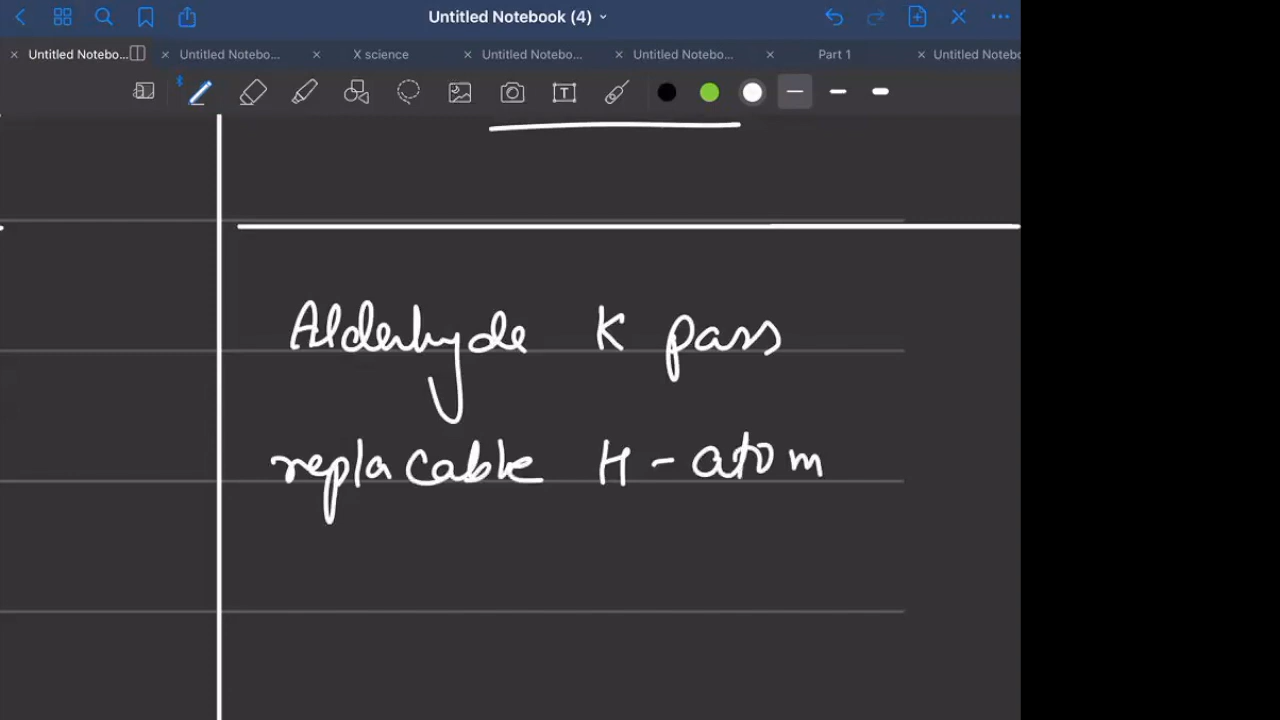 Untitled Notebook (4)
Untitled Notebo...
Untitled Notebo...
X science
Untitled Notebo...
Untitled Notebo...
Part 1
Untitled Notebo
Aldehyde K pass
replacable H-atom